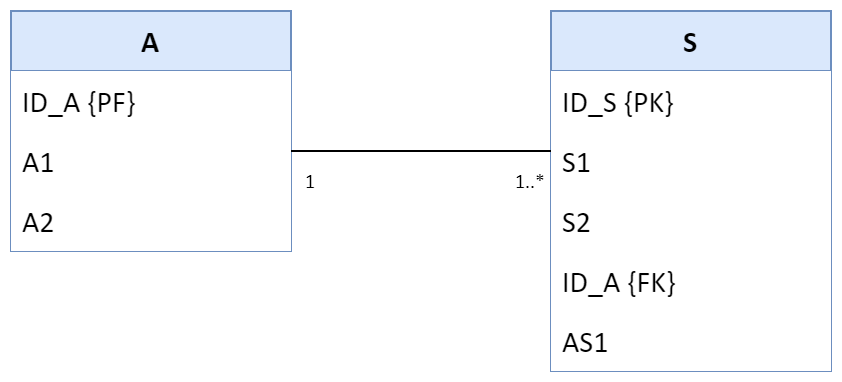 A
ID_A {PF}
A1
A2
1
1..*
S
ID_S {PK}
S1
S2
ID_A {FK}
AS1